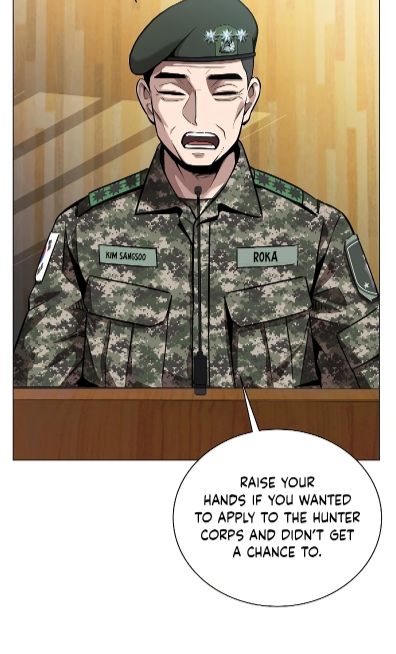 KIM SANGSOO
ROKA
RAISE YOUR
HANDS IF YOU WANTED
TO APPLY TO THE HUNTER
CORPS AND DIDN'T GET
A CHANCE TO.